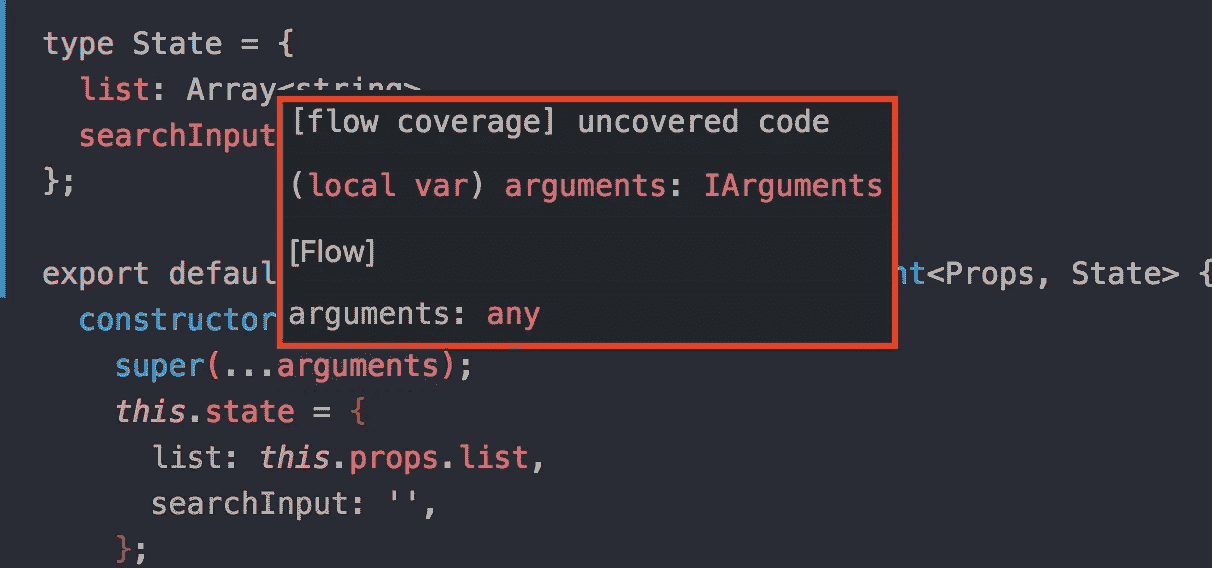 type State = {
list: Array<string>
searchInput
};
[flow coverage] uncovered code
(local var) arguments: IArguments
[Flow]
arguments: any
export defaul nt<Props, State> {
constructor
super(...arguments);
this.state = {
list: this.props.list,
searchInput: '',
};